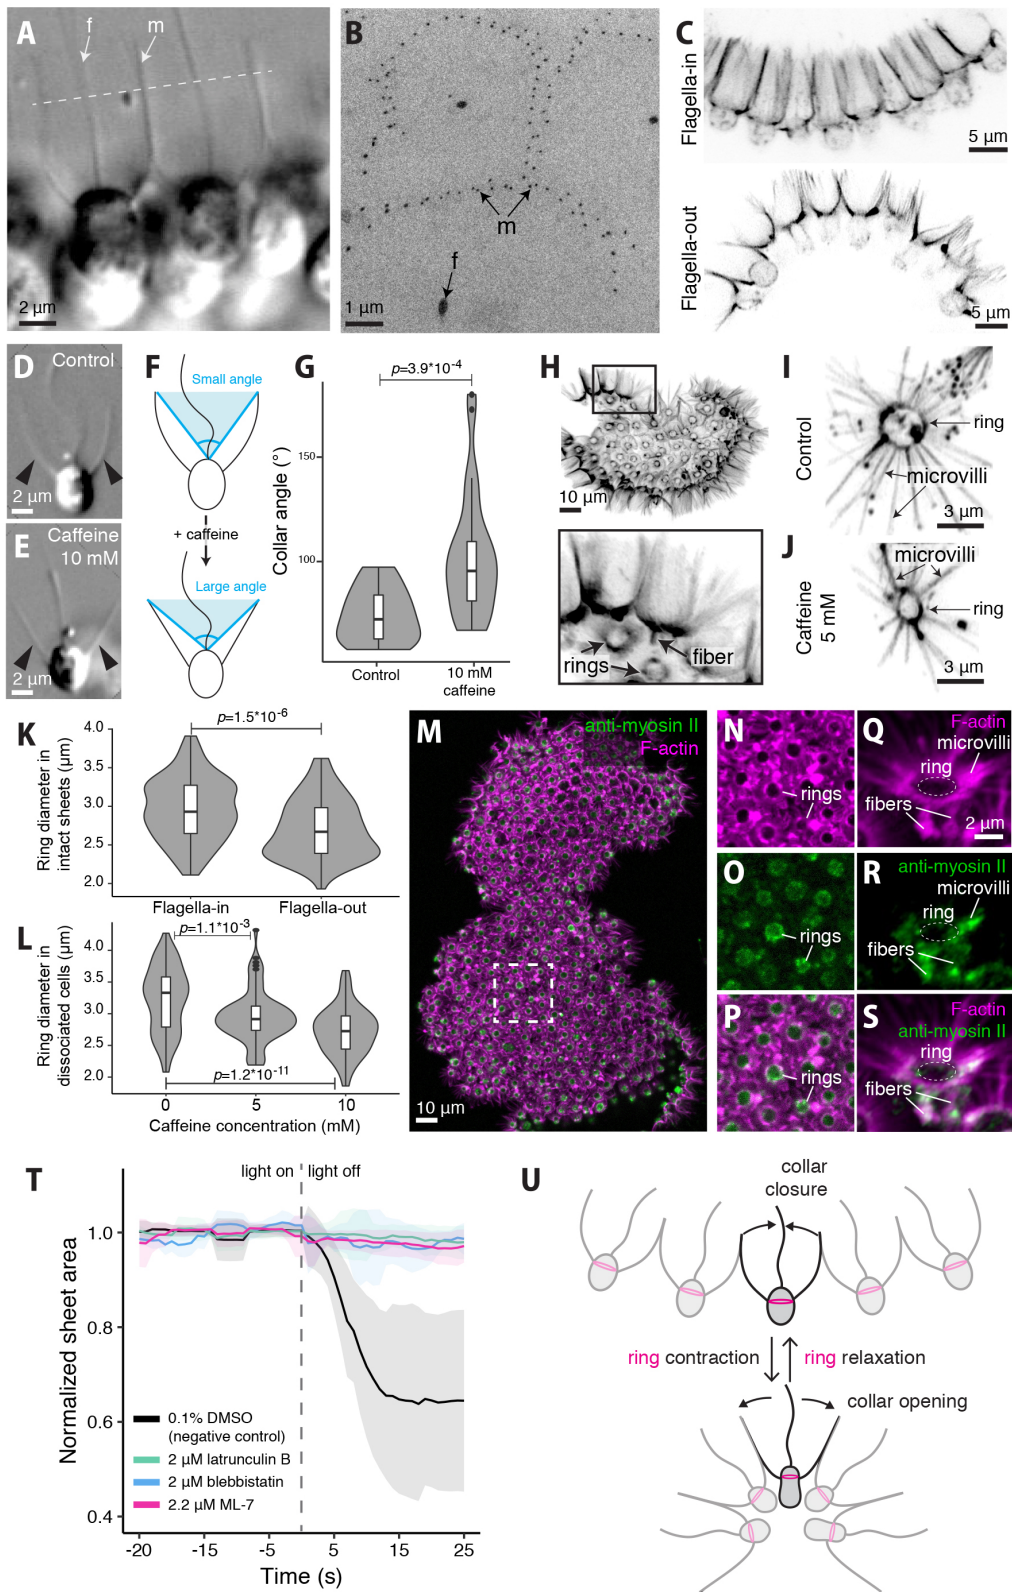 A
f
m
2 µm
B
m
f
1 µm
C
Flagella-in
5 µm
Flagella-out
5 µm
D
Control
2 µm
E
Caffeine
10 mM
2 µm
F
Small angle
+ caffeine
Large angle
G
p=3.9*10-4
Collar angle (°)
150
100
Control
10 mM
caffeine
H
10 µm
rings
fiber
I
Control
ring
microvilli
3 µm
J
Caffeine
5 mM
microvilli
ring
3 µm
K
p=1.5*10-6
Ring diameter in
intact sheets (µm)
4.0
3.5
3.0
2.5
2.0
Flagella-in
Flagella-out
L
p=1.1*10-3
Ring diameter in
dissociated cells (µm)
4.0
3.5
3.0
2.5
2.0
p=1.2*10-11
0
5
10
Caffeine concentration (mM)
M
anti-myosin II
F-actin
10 µm
N
rings
O
rings
P
rings
Q
F-actin
microvilli
ring
fibers
2 µm
R
anti-myosin II
microvilli
ring
fibers
S
F-actin
anti-myosin II
ring
fibers
T
light on
light off
Normalized sheet area
1.0
0.8
0.6
0.4
0.1% DMSO
(negative control)
2 µM latrunculin B
2 µM blebbistatin
2.2 µM ML-7
-20
-15
-5
5
15
25
Time (s)
U
collar
closure
ring contraction
ring relaxation
collar opening